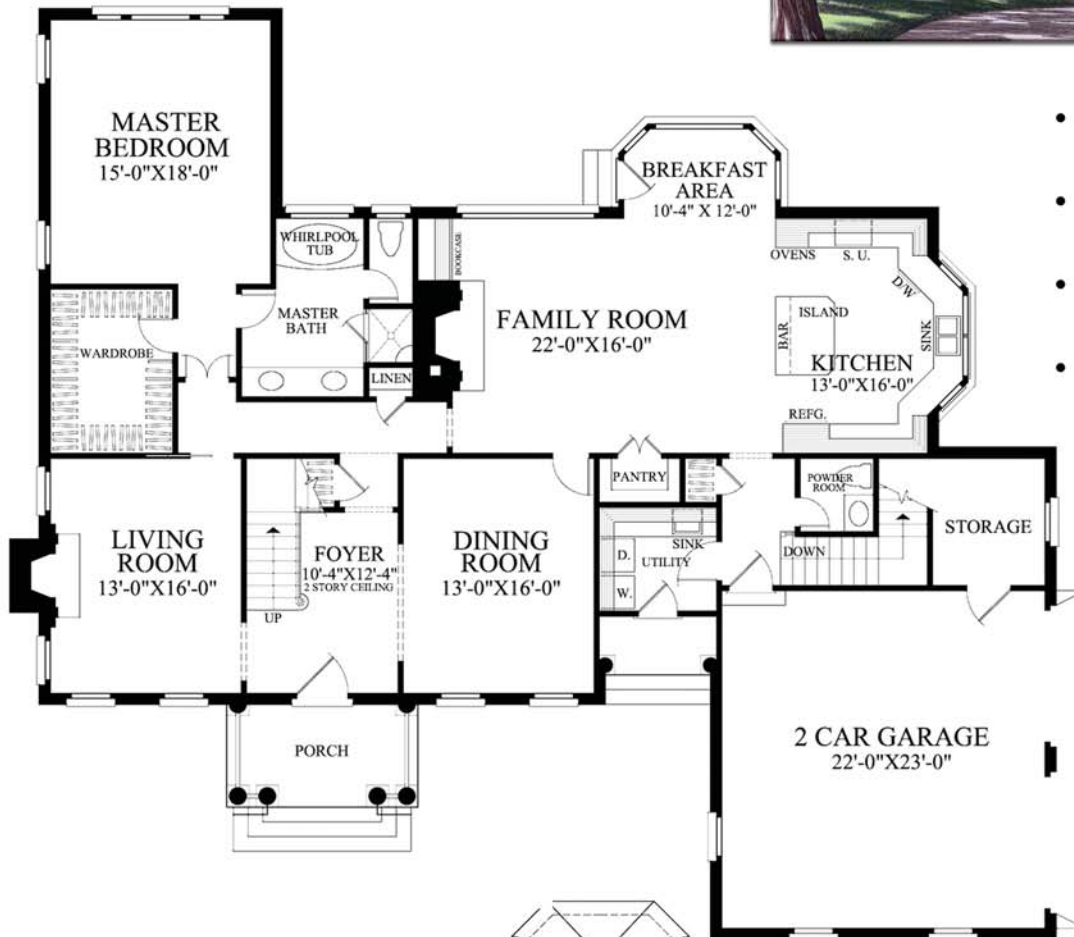 MASTER
BEDROOM
15'-0"X18'-0"
BREAKFAST
AREA
10'-4" X 12'-0"
WHIRLPOOL
TUB
BOOKCASE
OVENS
S. U.
D/W
MASTER
BATH
FAMILY ROOM
22'-0"X16'-0"
ISLAND
BAR
SINK
KITCHEN
13'-0"X16'-0"
WARDROBE
LINEN
REFG.
PANTRY
POWDER
ROOM
LIVING
ROOM
13'-0"X16'-0"
FOYER
10'-4"X12'-4"
2 STORY CEILING
UP
DINING
ROOM
13'-0"X16'-0"
SINK
D.
UTILITY
W.
DOWN
STORAGE
PORCH
2 CAR GARAGE
22'-0"X23'-0"